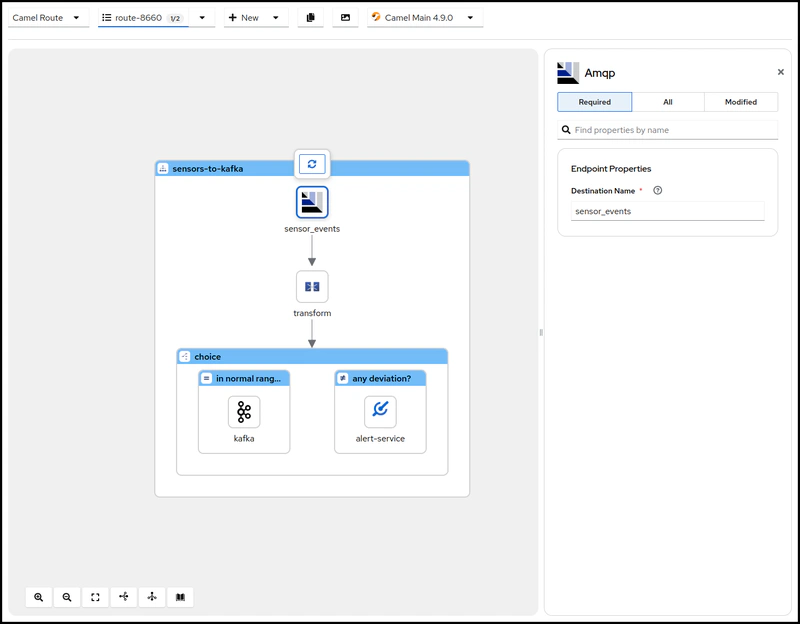 Camel Route
route-8660 1/2
New
Camel Main 4.9.0
sensors-to-kafka
sensor_events
transform
choice
in normal rang...
any deviation?
kafka
alert-service
Amqp
Required
All
Modified
Find properties by name
Endpoint Properties
Destination Name *
sensor_events